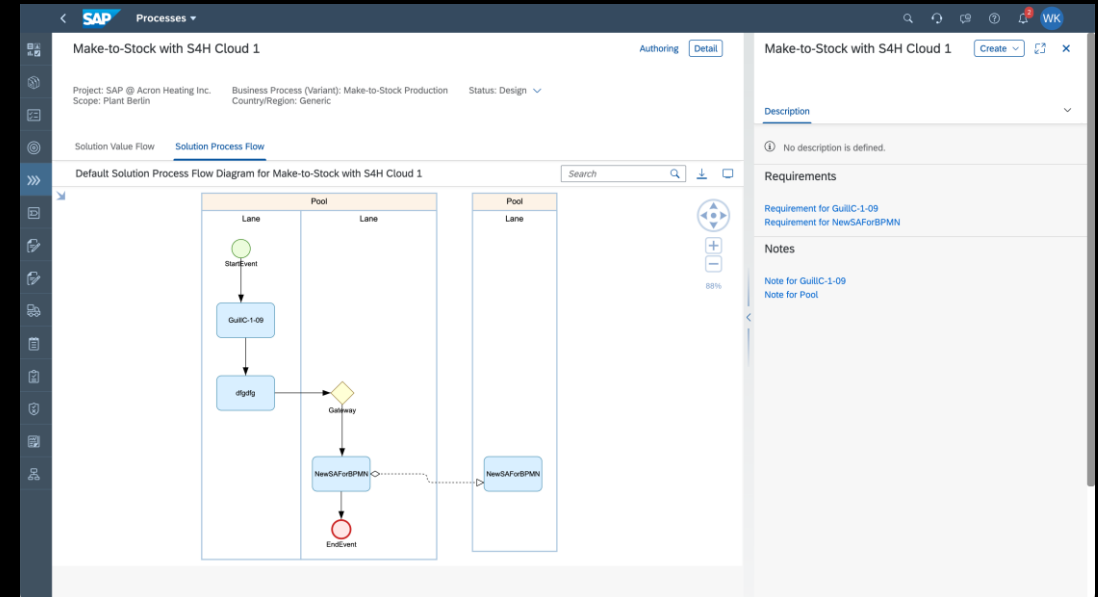 SAP
Processes
2
WK
Make-to-Stock with S4H Cloud 1
Authoring
Detail
Project: SAP @ Acron Heating Inc.
Scope: Plant Berlin
Business Process (Variant): Make-to-Stock Production
Country/Region: Generic
Status: Design
Solution Value Flow
Solution Process Flow
Default Solution Process Flow Diagram for Make-to-Stock with S4H Cloud 1
Search
Pool
Lane
Lane
StartEvent
GuillC-1-09
dfgdfg
Gateway
NewSAForBPMN
EndEvent
Pool
Lane
NewSAForBPMN
88%
Make-to-Stock with S4H Cloud 1
Create
Description
No description is defined.
Requirements
Requirement for GuillC-1-09
Requirement for NewSAForBPMN
Notes
Note for GuillC-1-09
Note for Pool